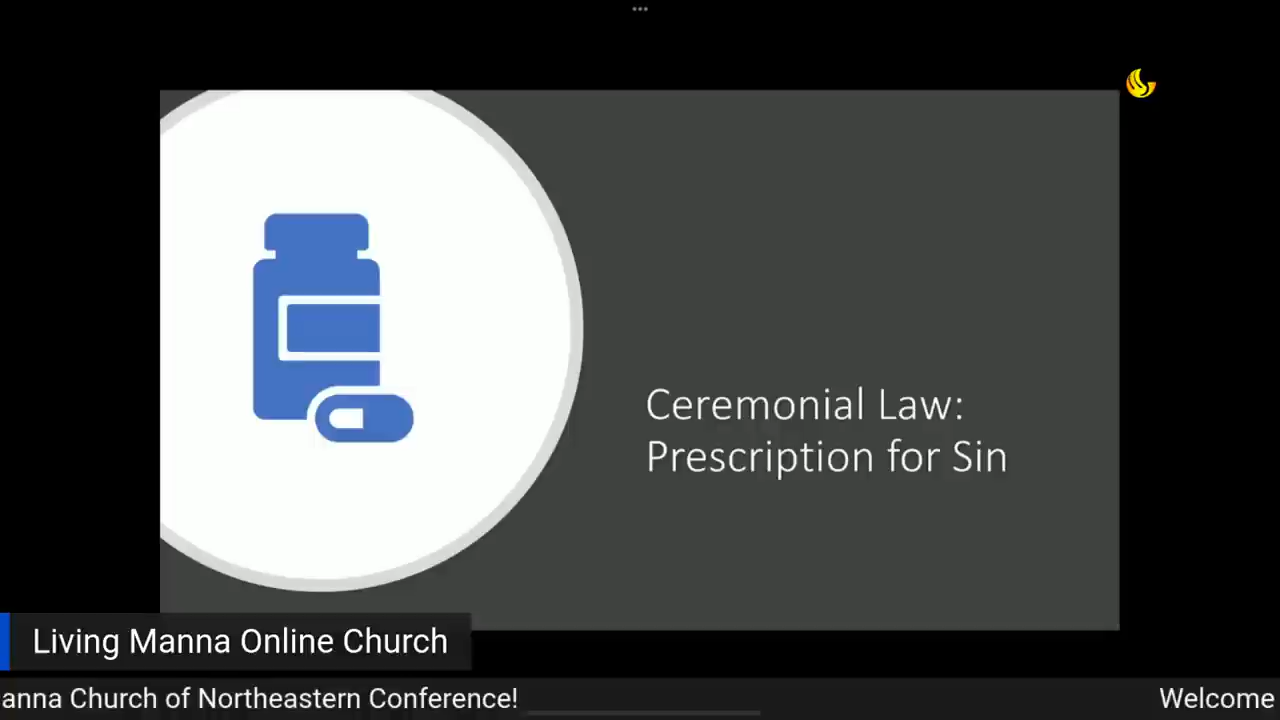 Ceremonial Law:
Prescription for Sin
Living Manna Online Church
anna Church of Northeastern Conference! Welcome